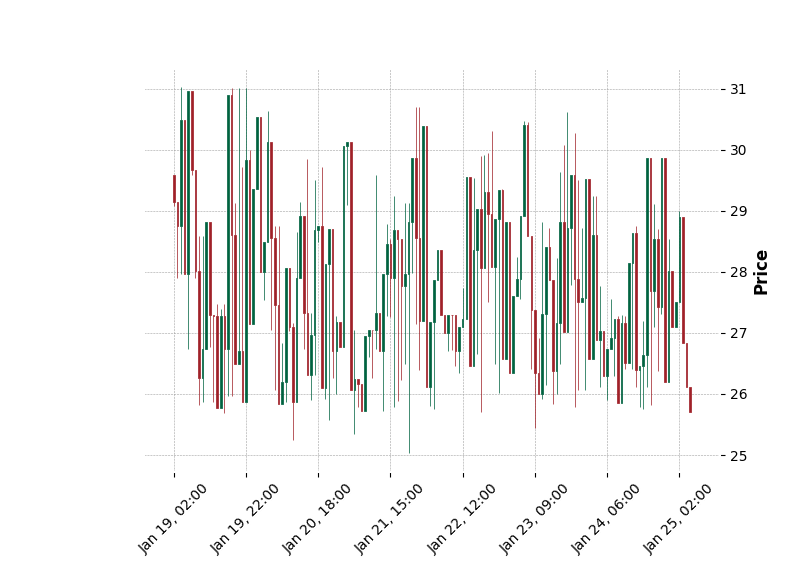 31
30
29
28
27
26
25
Price
Jan 19, 02:00
Jan 19, 22:00
Jan 20, 18:00
Jan 21, 15:00
Jan 22, 12:00
Jan 23, 09:00
Jan 24, 06:00
Jan 25, 02:00